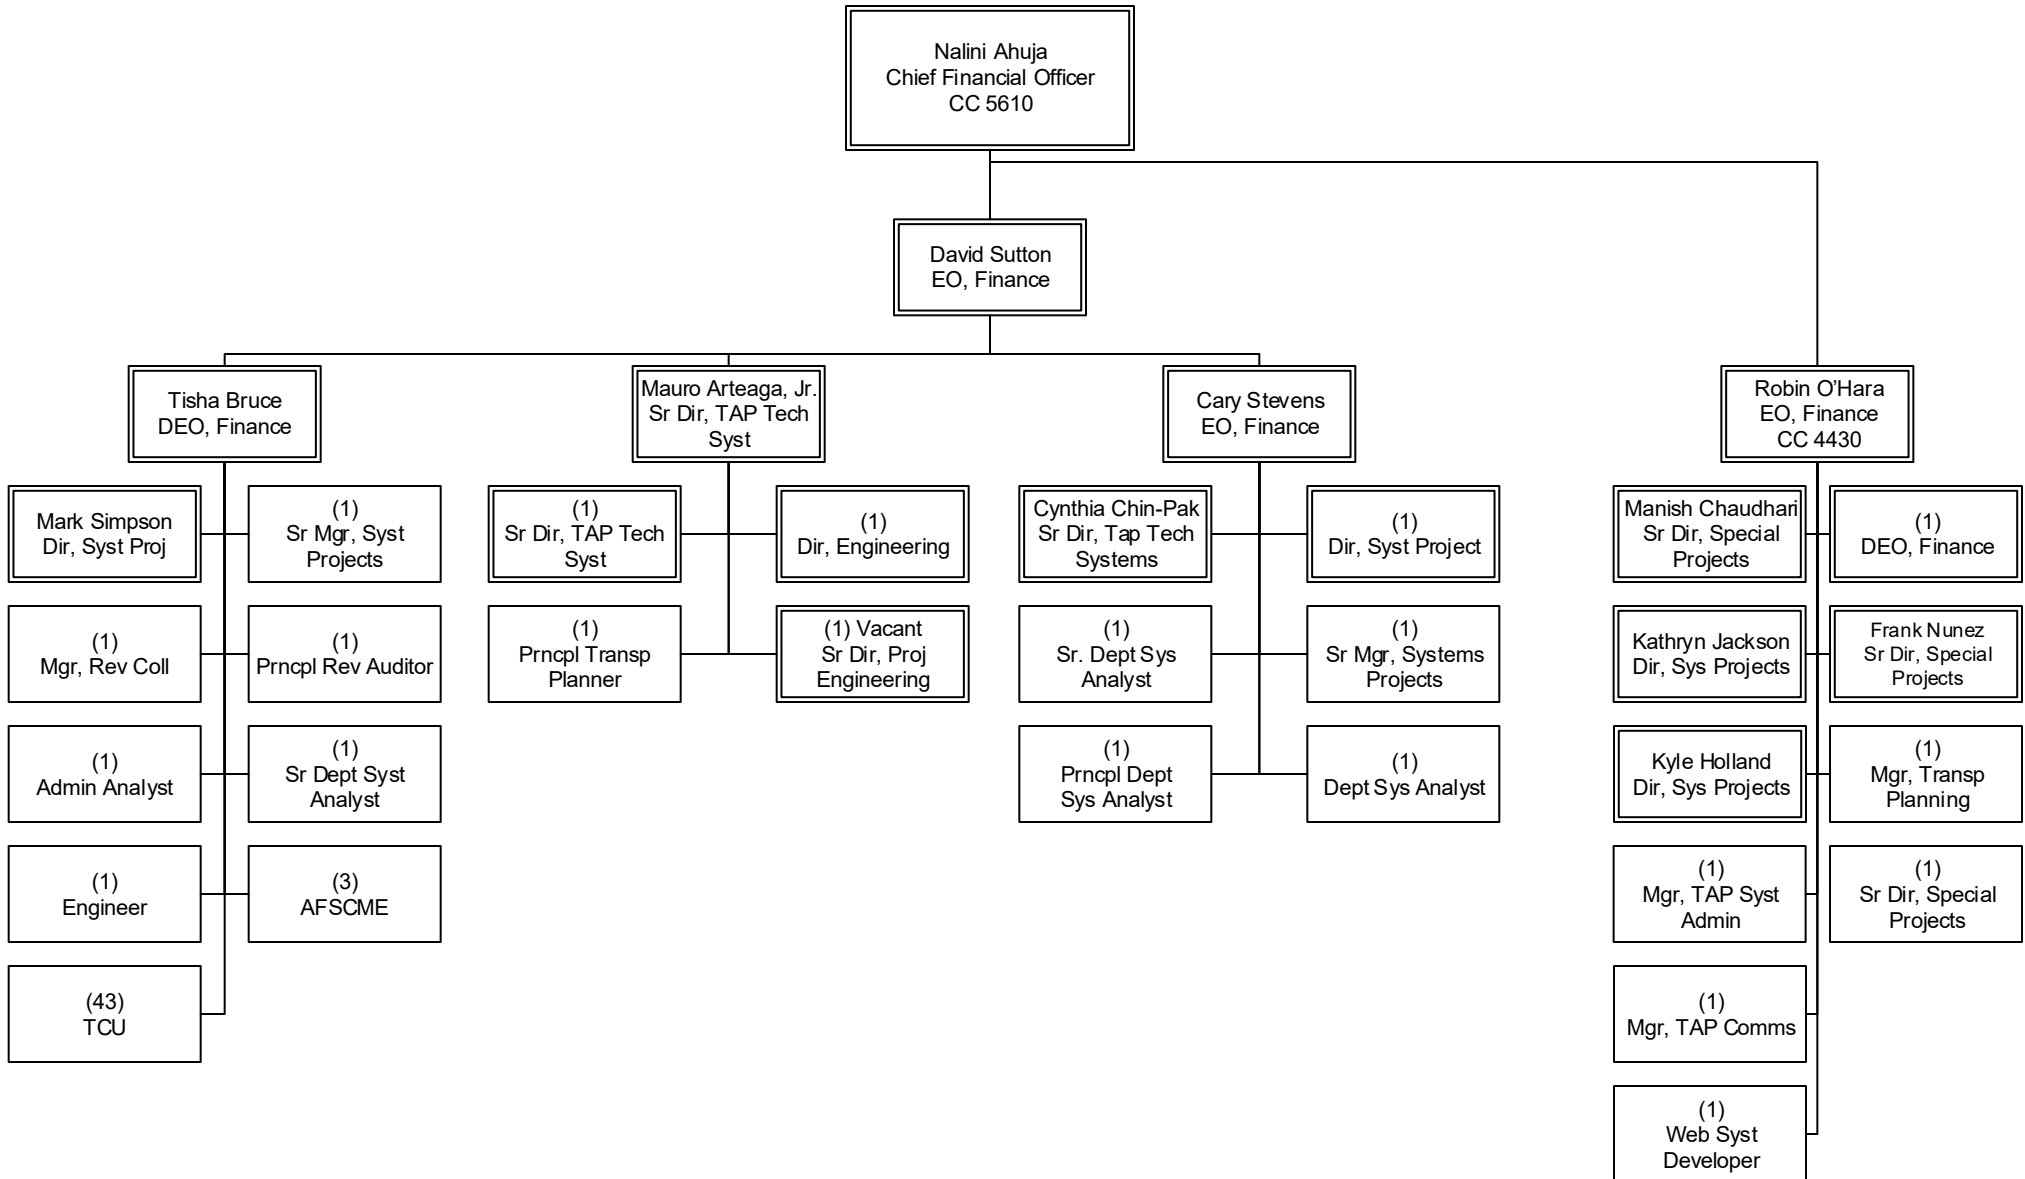 Nalini Ahuja
Chief Financial Officer
CC 5610
David Sutton
EO, Finance
Tisha Bruce
DEO, Finance
Mauro Arteaga, Jr.
Sr Dir, TAP Tech
Syst
Cary Stevens
EO, Finance
Robin O’Hara
EO, Finance
CC 4430
Mark Simpson
Dir, Syst Proj
(1)
Sr Mgr, Syst
Projects
(1)
Mgr, Rev Coll
(1)
Prncpl Rev Auditor
(1)
Admin Analyst
(1)
Sr Dept Syst
Analyst
(1)
Engineer
(3)
AFSCME
(43)
TCU
(1)
Sr Dir, TAP Tech
Syst
(1)
Dir, Engineering
(1)
Prncpl Transp
Planner
(1) Vacant
Sr Dir, Proj
Engineering
Cynthia Chin-Pak
Sr Dir, Tap Tech
Systems
(1)
Dir, Syst Project
(1)
Sr. Dept Sys
Analyst
(1)
Sr Mgr, Systems
Projects
(1)
Prncpl Dept
Sys Analyst
(1)
Dept Sys Analyst
Manish Chaudhari
Sr Dir, Special
Projects
(1)
DEO, Finance
Kathryn Jackson
Dir, Sys Projects
Frank Nunez
Sr Dir, Special
Projects
Kyle Holland
Dir, Sys Projects
(1)
Mgr, Transp
Planning
(1)
Mgr, TAP Syst
Admin
(1)
Sr Dir, Special
Projects
(1)
Mgr, TAP Comms
(1)
Web Syst
Developer